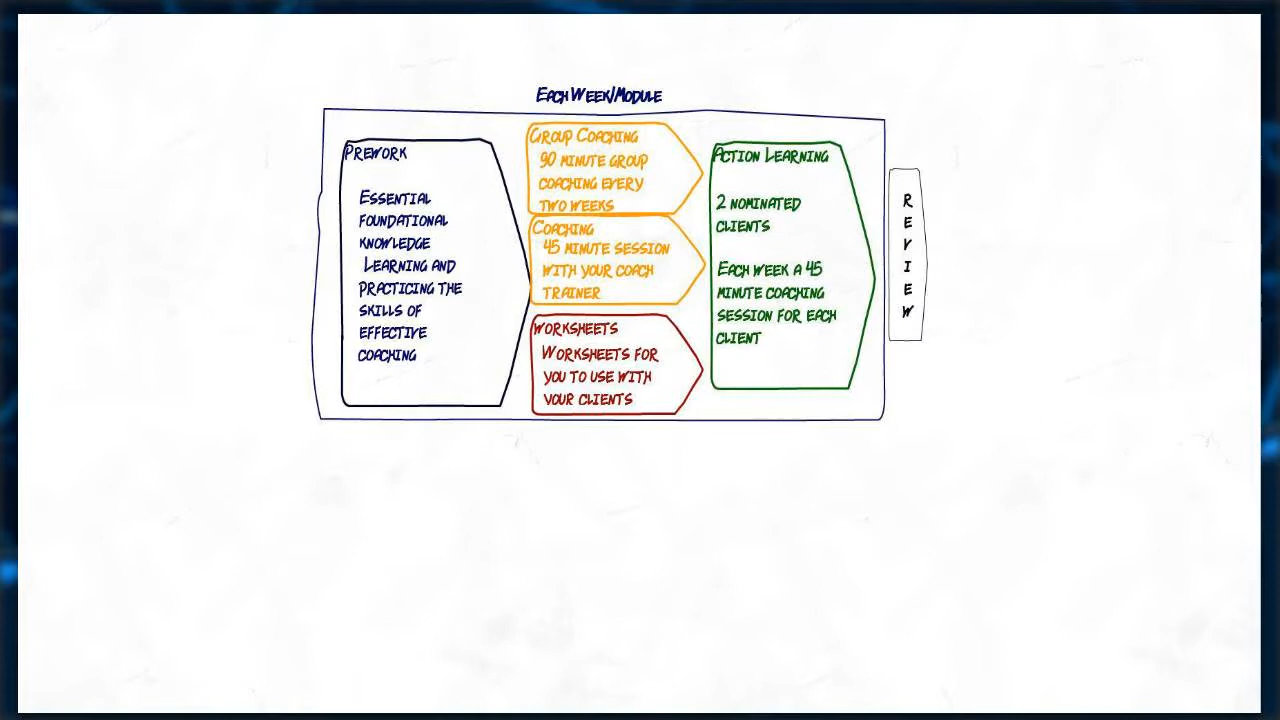 Each Week/Module
Prework
Essential
foundational
knowledge
Learning and
practicing the
skills of
effective
coaching
Group Coaching
90 minute group
coaching every
two weeks
Coaching
45 minute session
with your coach
trainer
Worksheets
Worksheets for
you to use with
your clients
Action Learning
2 nominated
clients
Each week a 45
minute coaching
session for each
client
REVIEW